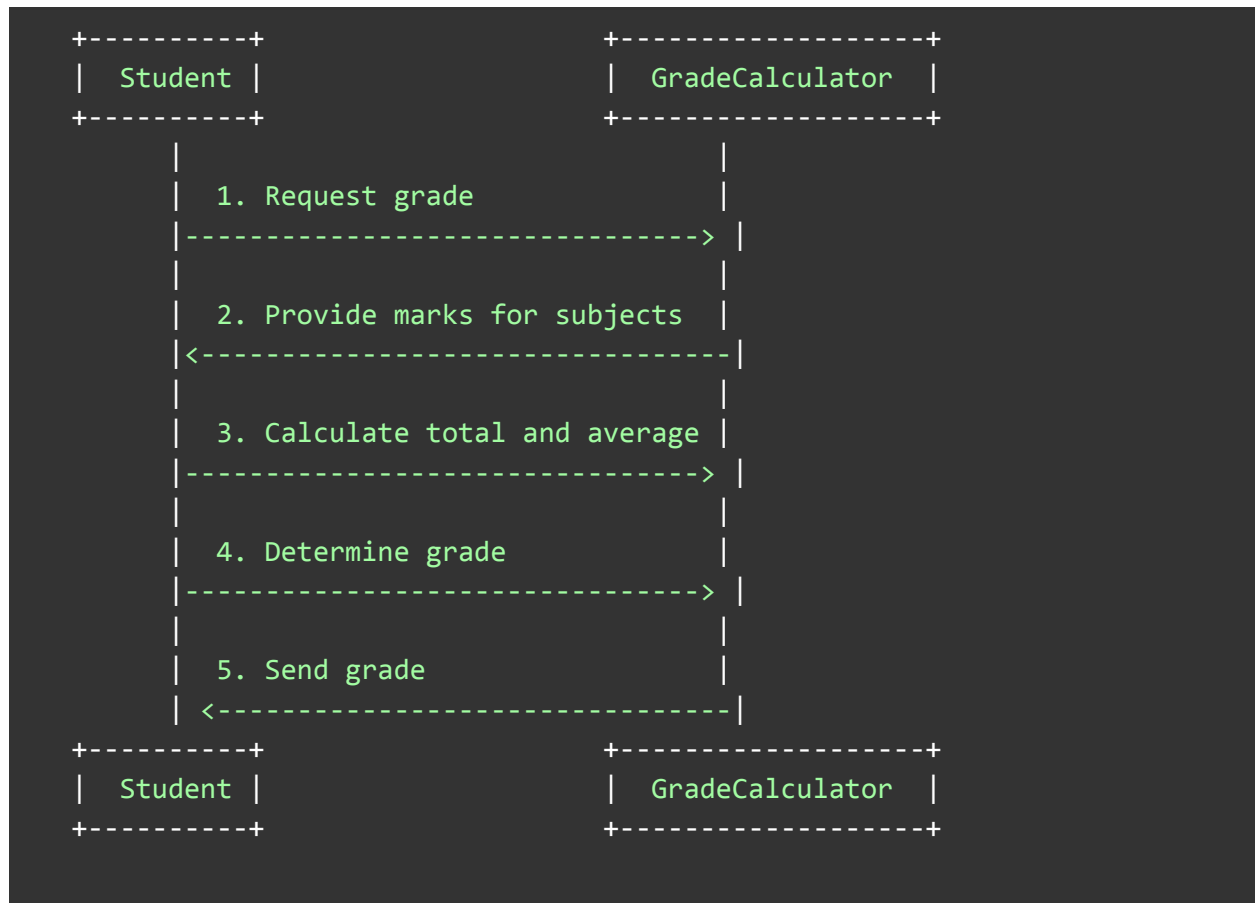 +----------+                     +-------------------+
|  Student |                     |  GradeCalculator  |
+----------+                     +-------------------+
      |                                 |
      |  1. Request grade               |
      |--------------------------------> |
      |                                 |
      |  2. Provide marks for subjects  |
      |<---------------------------------|
      |                                 |
      |  3. Calculate total and average |
      |--------------------------------> |
      |                                 |
      |  4. Determine grade             |
      |--------------------------------> |
      |                                 |
      |  5. Send grade                  |
      | <--------------------------------|
+----------+                     +-------------------+
|  Student |                     |  GradeCalculator  |
+----------+                     +-------------------+